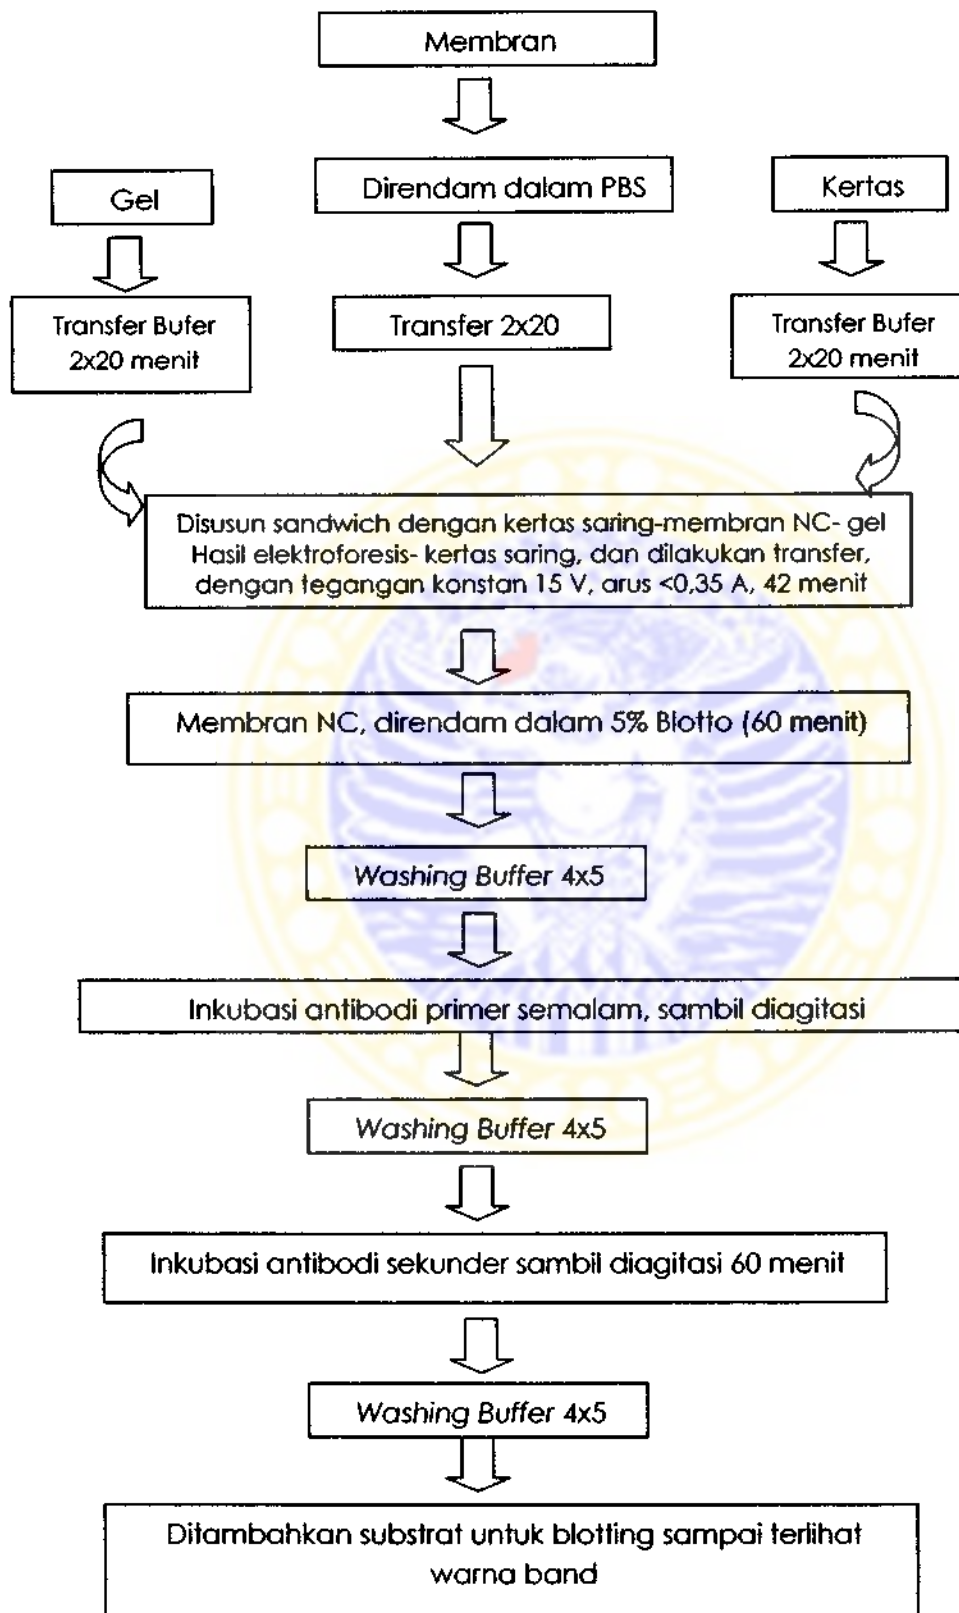 Membran
Direndam dalam PBS
Gel
Kertas
Transfer Bufer
2x20 menit
Transfer 2x20
Transfer Bufer
2x20 menit
Disusun sandwich dengan kertas saring-membran NC- gel
Hasil elektroforesis- kertas saring, dan dilakukan transfer,
dengan tegangan konstan 15 V, arus <0,35 A, 42 menit
Membran NC, direndam dalam 5% Blotto (60 menit)
Washing Buffer 4x5
Inkubasi antibodi primer semalam, sambil diagitasi
Washing Buffer 4x5
Inkubasi antibodi sekunder sambil diagitasi 60 menit
Washing Buffer 4x5
Ditambahkan substrat untuk blotting sampai terlihat
warna band